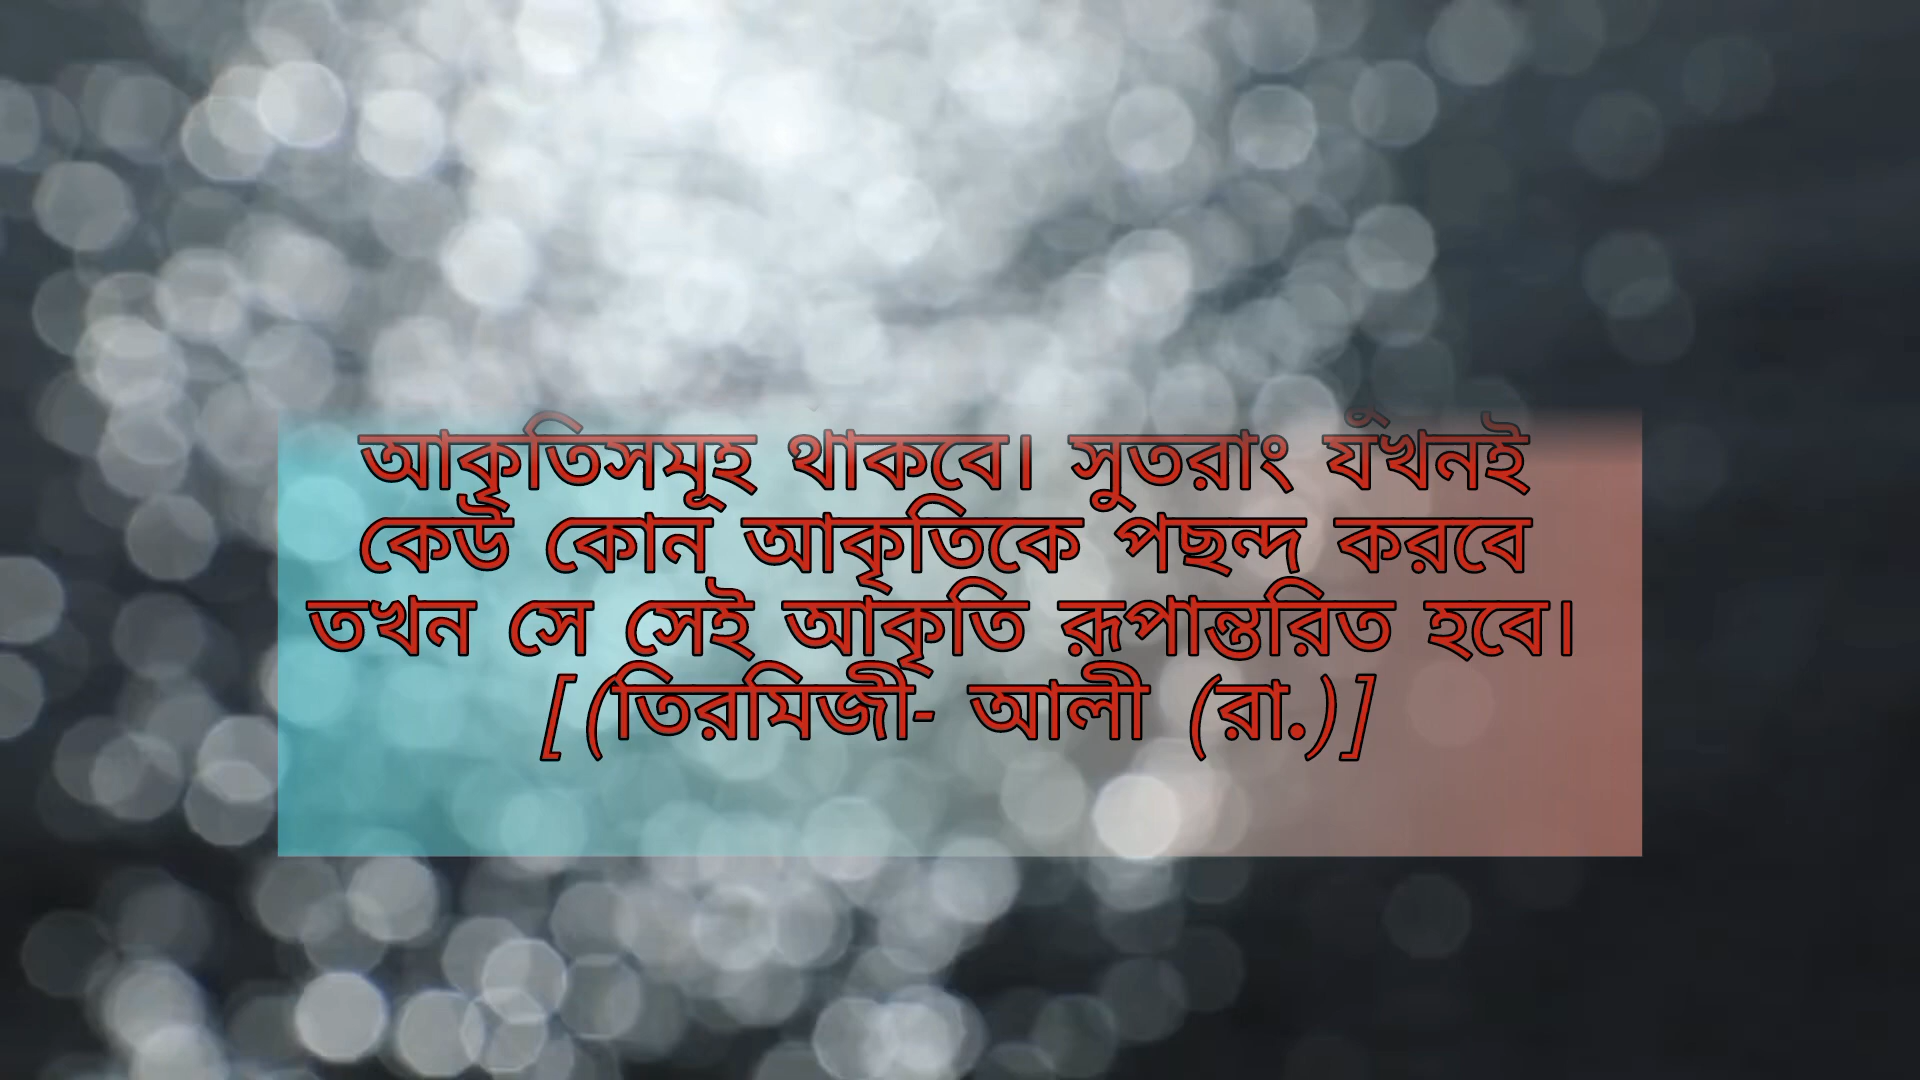 আকৃতিসমূহ থাকবে। সুতরাং যখনই
কেউ কোন আকৃতিকে পছন্দ করবে
তখন সে সেই আকৃতি রূপান্তরিত হবে।
[(তিরমিজী- আলী (রা.)]